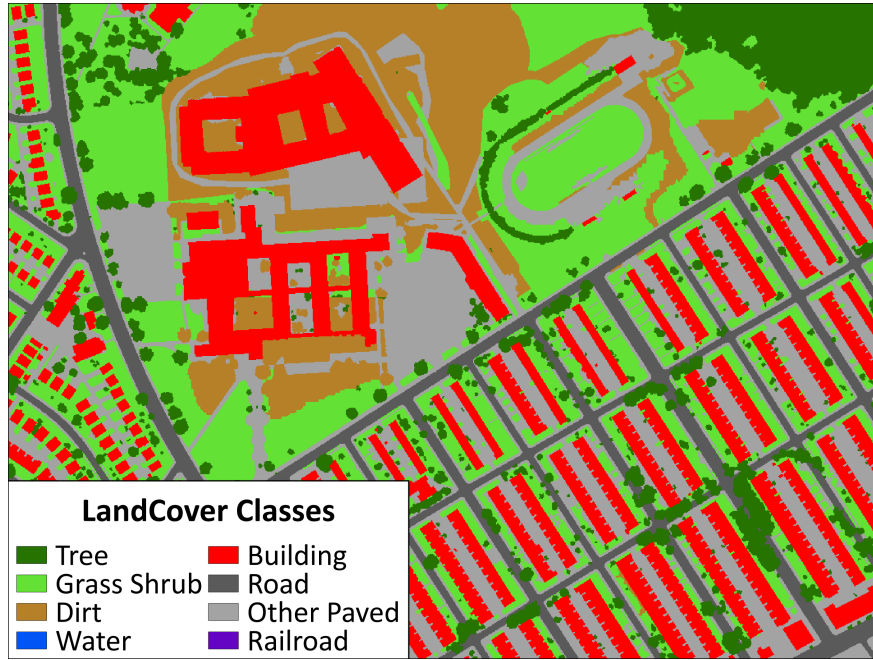 LandCover Classes
Tree
Grass Shrub
Dirt
Water
Building
Road
Other Paved
Railroad